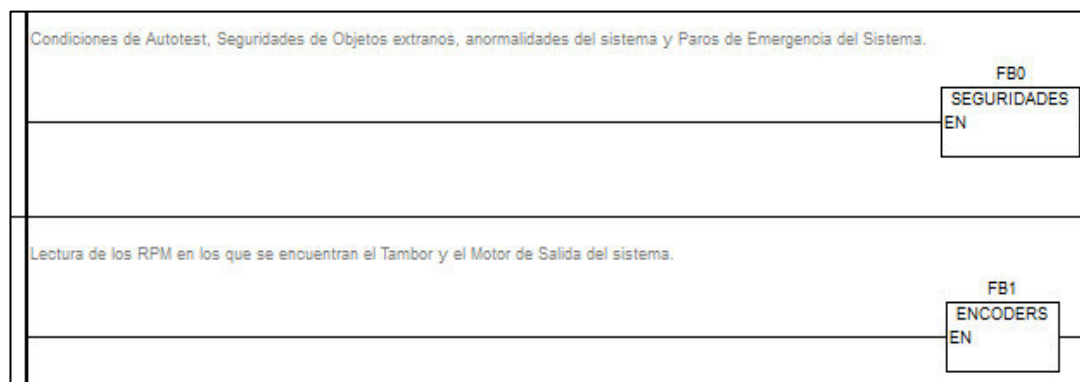 Condiciones de Autotest, Seguridades de Objetos extranos, anormalidades del sistema y Paros de Emergencia del Sistema.
FB0
SEGURIDADES
EN
Lectura de los RPM en los que se encuentran el Tambor y el Motor de Salida del sistema.
FB1
ENCODERS
EN